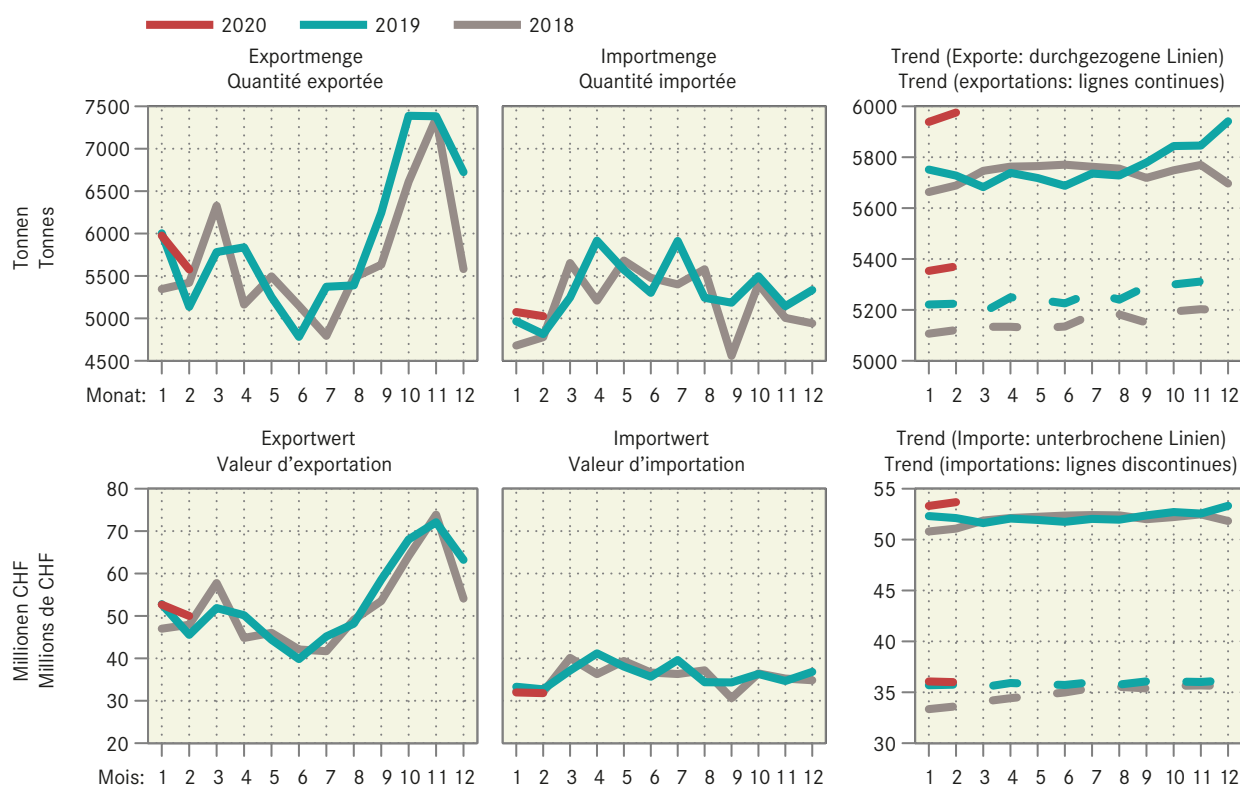 2020 2019 2018
Exportmenge
Quantité exportée
Importmenge
Quantité importée
Trend (Exporte: durchgezogene Linien)
Trend (exportations: lignes continues)
Tonnen
Tonnes
7500
7000
6500
6000
5500
5000
4500
6000
5800
5600
5400
5200
5000
Monat: 1 2 3 4 5 6 7 8 9 10 11 12
1 2 3 4 5 6 7 8 9 10 11 12
1 2 3 4 5 6 7 8 9 10 11 12
Exportwert
Valeur d'exportation
Importwert
Valeur d'importation
Trend (Importe: unterbrochene Linien)
Trend (importations: lignes discontinues)
Millionen CHF
Millions de CHF
80
70
60
50
40
30
20
55
50
45
40
35
30
Mois: 1 2 3 4 5 6 7 8 9 10 11 12
1 2 3 4 5 6 7 8 9 10 11 12
1 2 3 4 5 6 7 8 9 10 11 12